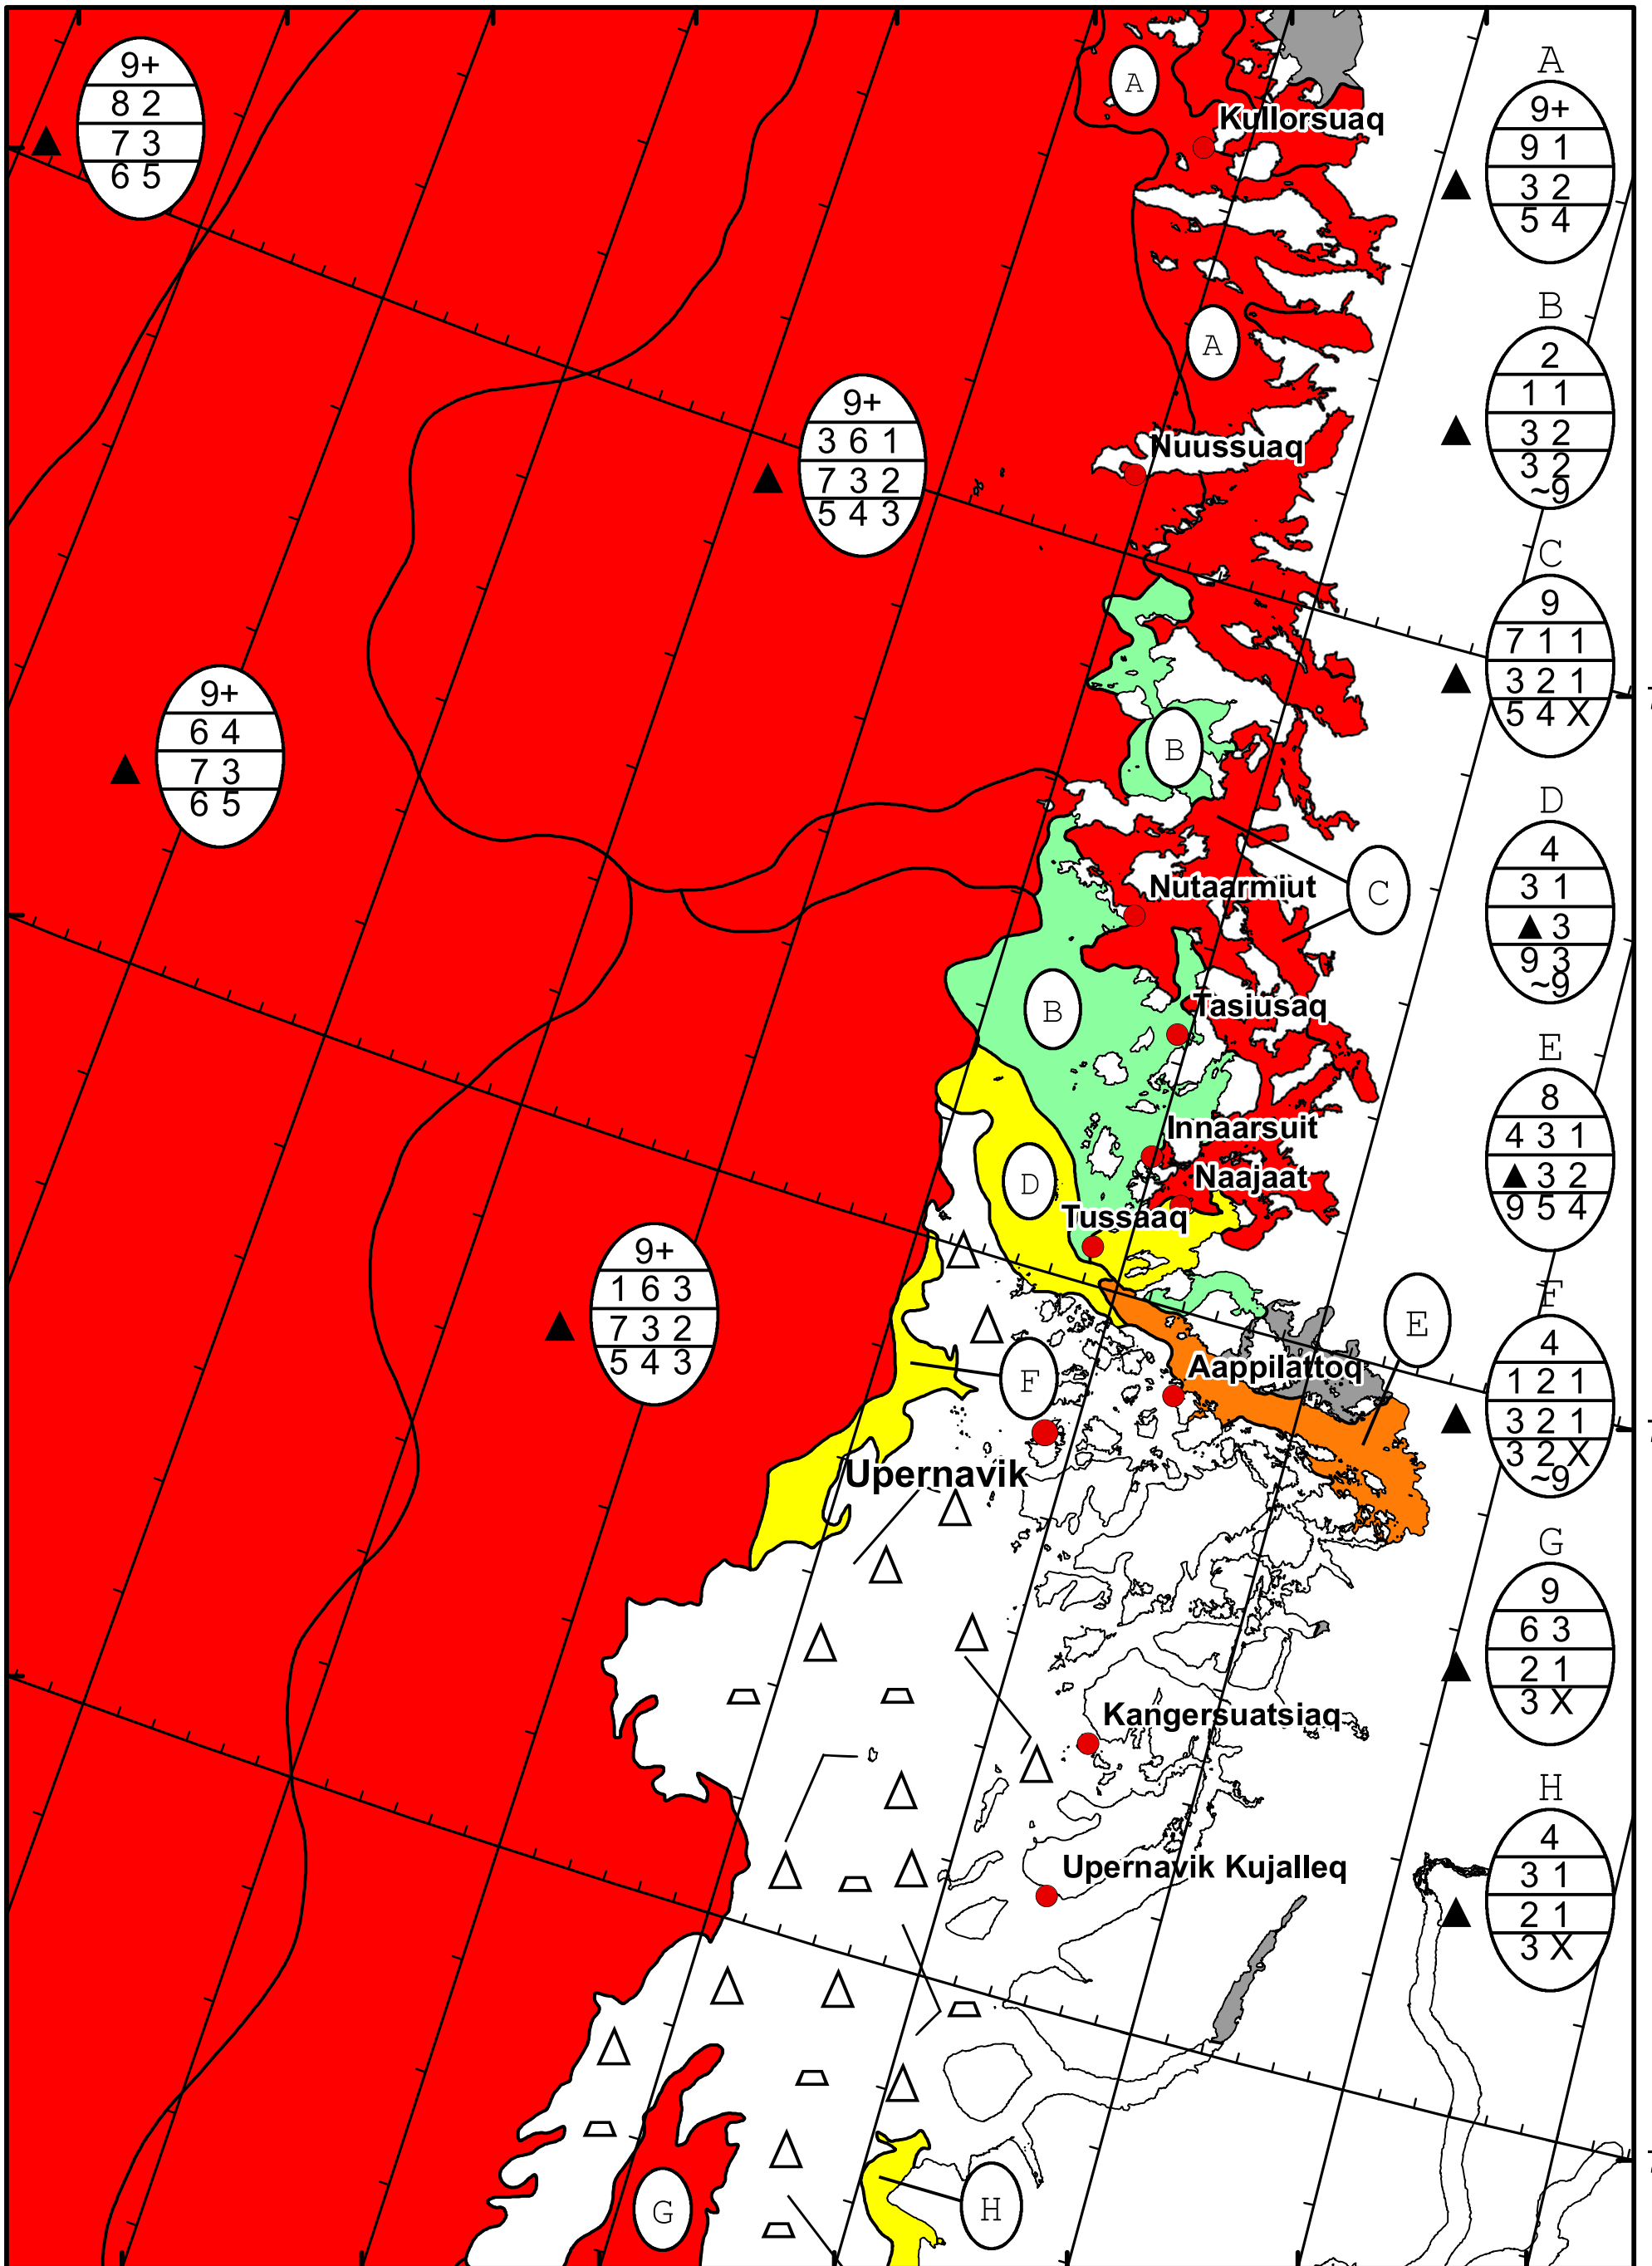 9+
8 2
7 3
6 5
A
Kullorsuaq
A
9+
9 1
3 2
5 4
A
B
2
1 1
3 2
3 2
~9
9+
3 6 1
7 3 2
5 4 3
Nuussuaq
C
9
7 1 1
3 2 1
5 4 X
9+
6 4
7 3
6 5
B
D
4
3 1
▲ 3
9 3
~9
Nutaarmiut
C
B
Tasiusaq
E
8
4 3 1
▲ 3 2
9 5 4
Innaarsuit
D
Naajaat
Tussaaq
9+
1 6 3
7 3 2
5 4 3
E
F
4
1 2 1
3 2 1
3 2 X
~9
Aappilattoq
F
Upernavik
G
9
6 3
2 1
3 X
Kangersuatsiaq
H
4
3 1
2 1
3 X
Upernavik Kujalleq
G
H